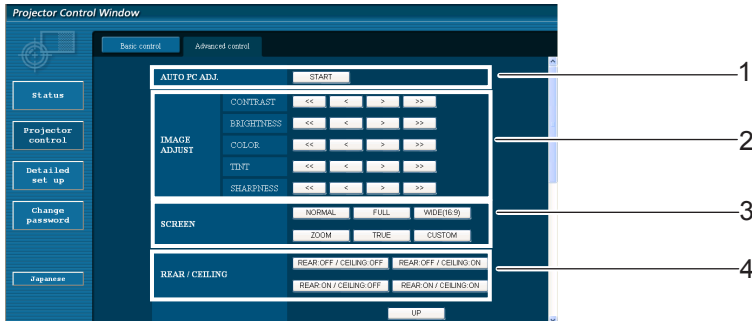 Projector Control Window
Basic control
Advanced control
AUTO PC ADJ.
START
1
Status
Projector
control
Detailed
set up
Change
password
Japanese
IMAGE
ADJUST
CONTRAST << < > >>
BRIGHTNESS << < > >>
COLOR << < > >>
TINT << < > >>
SHARPNESS << < > >>
2
SCREEN
NORMAL FULL WIDE(16:9)
ZOOM TRUE CUSTOM
3
REAR / CEILING
REAR:OFF / CEILING:OFF REAR:OFF / CEILING:ON
REAR:ON / CEILING:OFF REAR:ON / CEILING:ON
4
UP